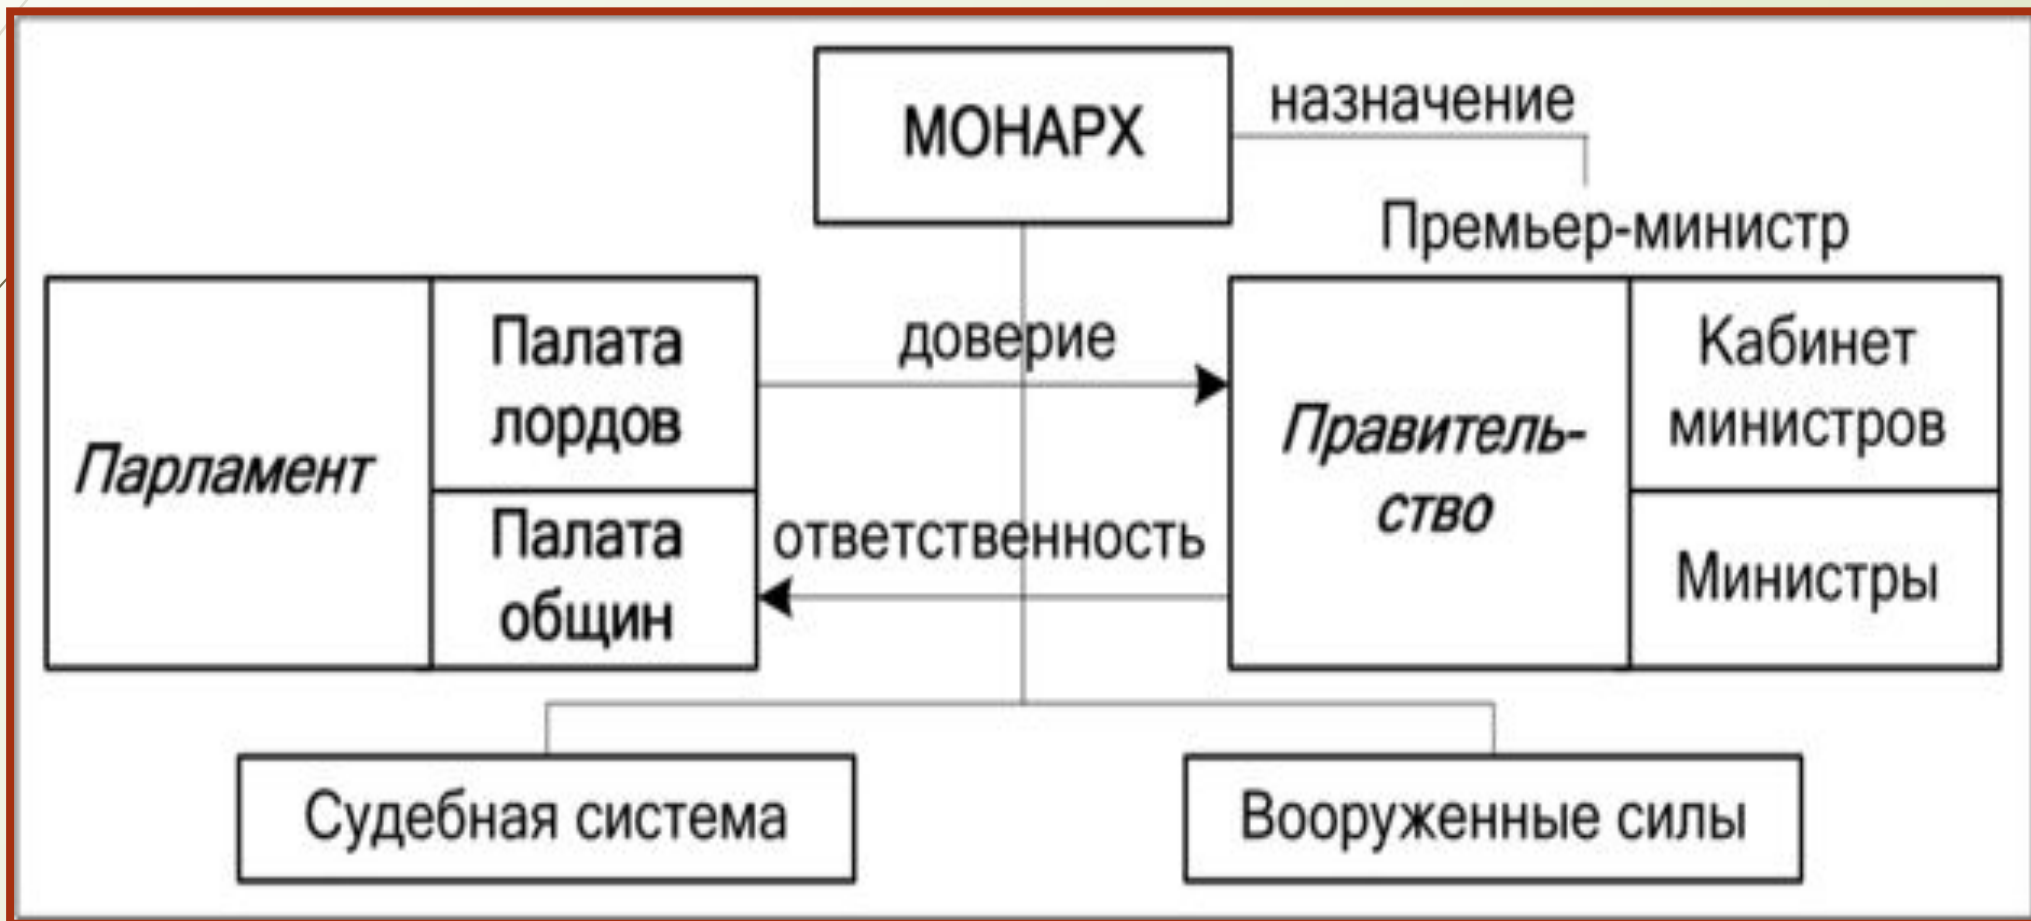 МОНАРХ
назначение
Премьер-министр
Парламент
Палата
лордов
Палата
общин
доверие
ответственность
Правитель-
ство
Кабинет
министров
Министры
Судебная система
Вооруженные силы